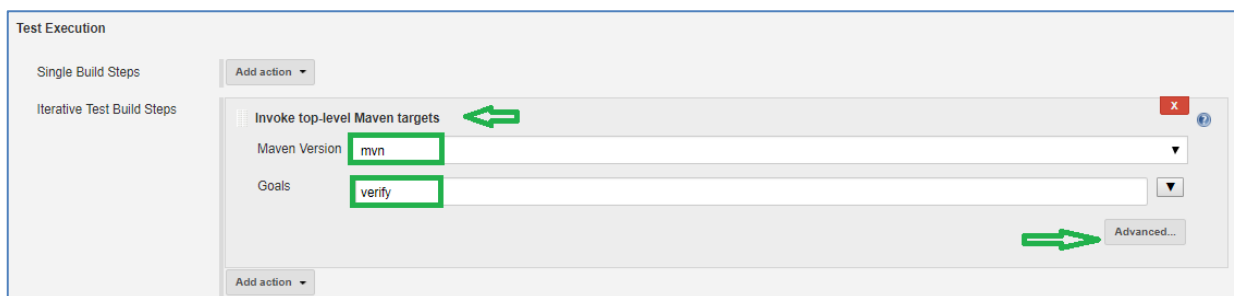 Test Execution
Single Build Steps
Add action
Iterative Test Build Steps
X
Invoke top-level Maven targets
?
Maven Version mvn
Goals verify
Advanced...
Add action